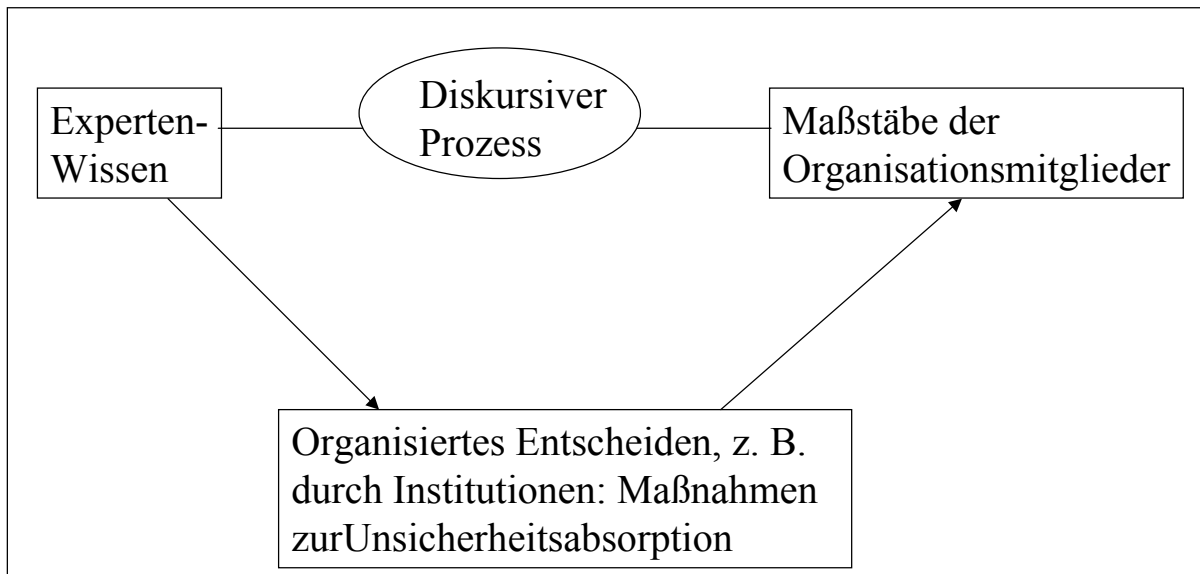 Experten-
Wissen
Diskursiver
Prozess
Maßstäbe der
Organisationsmitglieder
Organisiertes Entscheiden, z. B.
durch Institutionen: Maßnahmen
zurUnsicherheitsabsorption